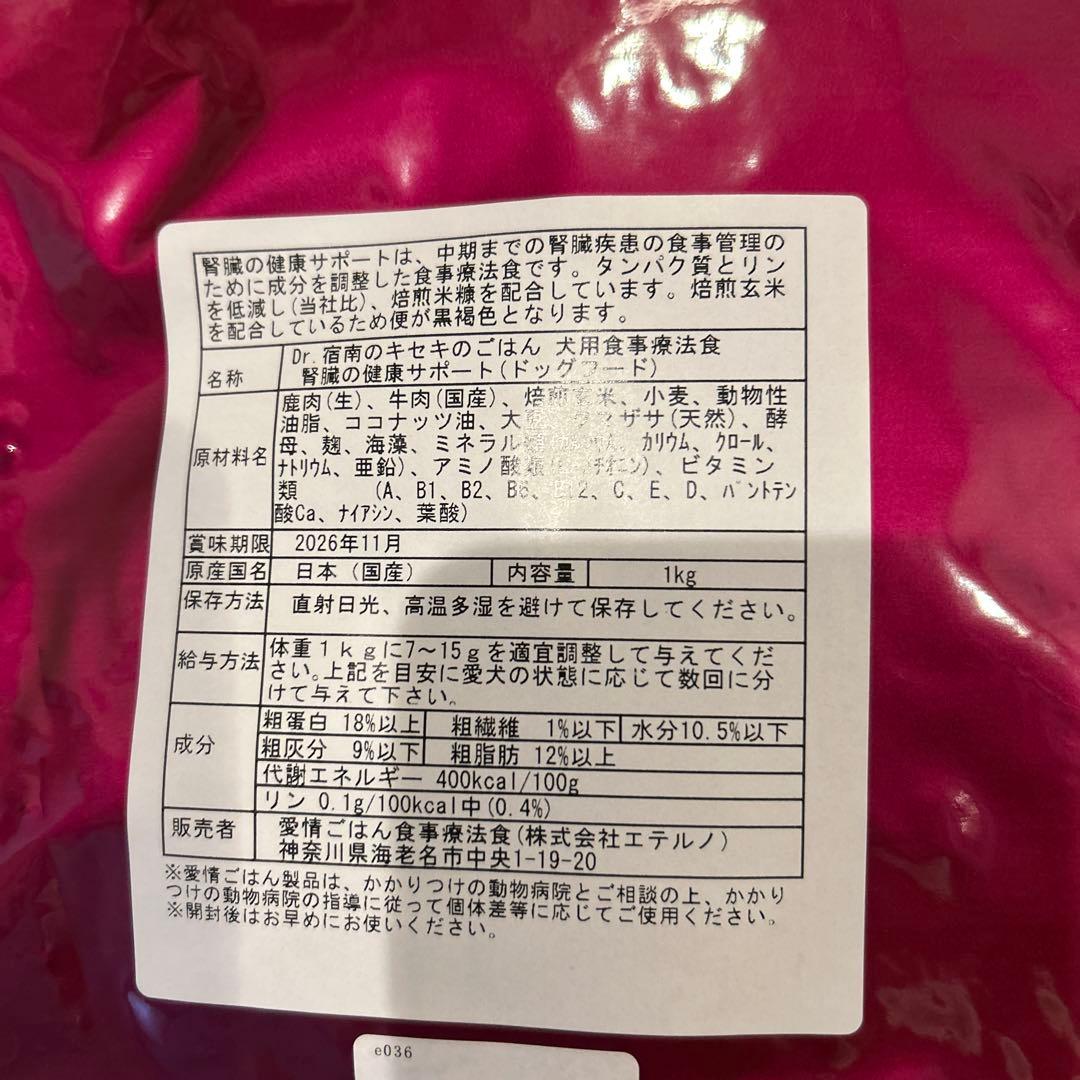 腎臓の健康サポートは、中期までの腎臓疾患の食事管理の
ために成分を調整した食事療法食です。タンパク質とリン
を低減し(当社比)、焙煎米糠を配合しています。焙煎玄米
を配合しているため便が黒褐色となります。
名称 Dr.宿南のキセキのごはん 犬用食事療法食
腎臓の健康サポート(ドッグフード)
原材料名 鹿肉(生)、牛肉(国産)、焙煎玄米、小麦、動物性
油脂、ココナッツ油、大 ザサ(天然)、酵
母、麹、海藻、ミネラル カリウム、クロール、
ナトリウム、亜鉛)、アミノ酸 チオニン)、ビタミン
類 (A、B1、B2、B6、B12、C、E、D、パントテン
酸Ca、ナイアシン、葉酸)
賞味期限 2026年11月
原産国名 日本(国産) 内容量 1kg
保存方法 直射日光、高温多湿を避けて保存してください。
給与方法 体重1kgに7~15gを適宜調整して与えてくだ
さい。上記を目安に愛犬の状態に応じて数回に分
けて与えて下さい。
成分 粗蛋白 18%以上 粗繊維 1%以下 水分10.5%以下
粗灰分 9%以下 粗脂肪 12%以上
代謝エネルギー 400kcal/100g
リン 0.1g/100kcal中(0.4%)
販売者 愛情ごはん食事療法食(株式会社エテルノ)
神奈川県海老名市中央1-19-20
※愛情ごはん製品は、かかりつけの動物病院とご相談の上、かかり
つけの動物病院の指導に従って個体差等に応じてご使用ください。
※開封後はお早めにお使いください。
e036